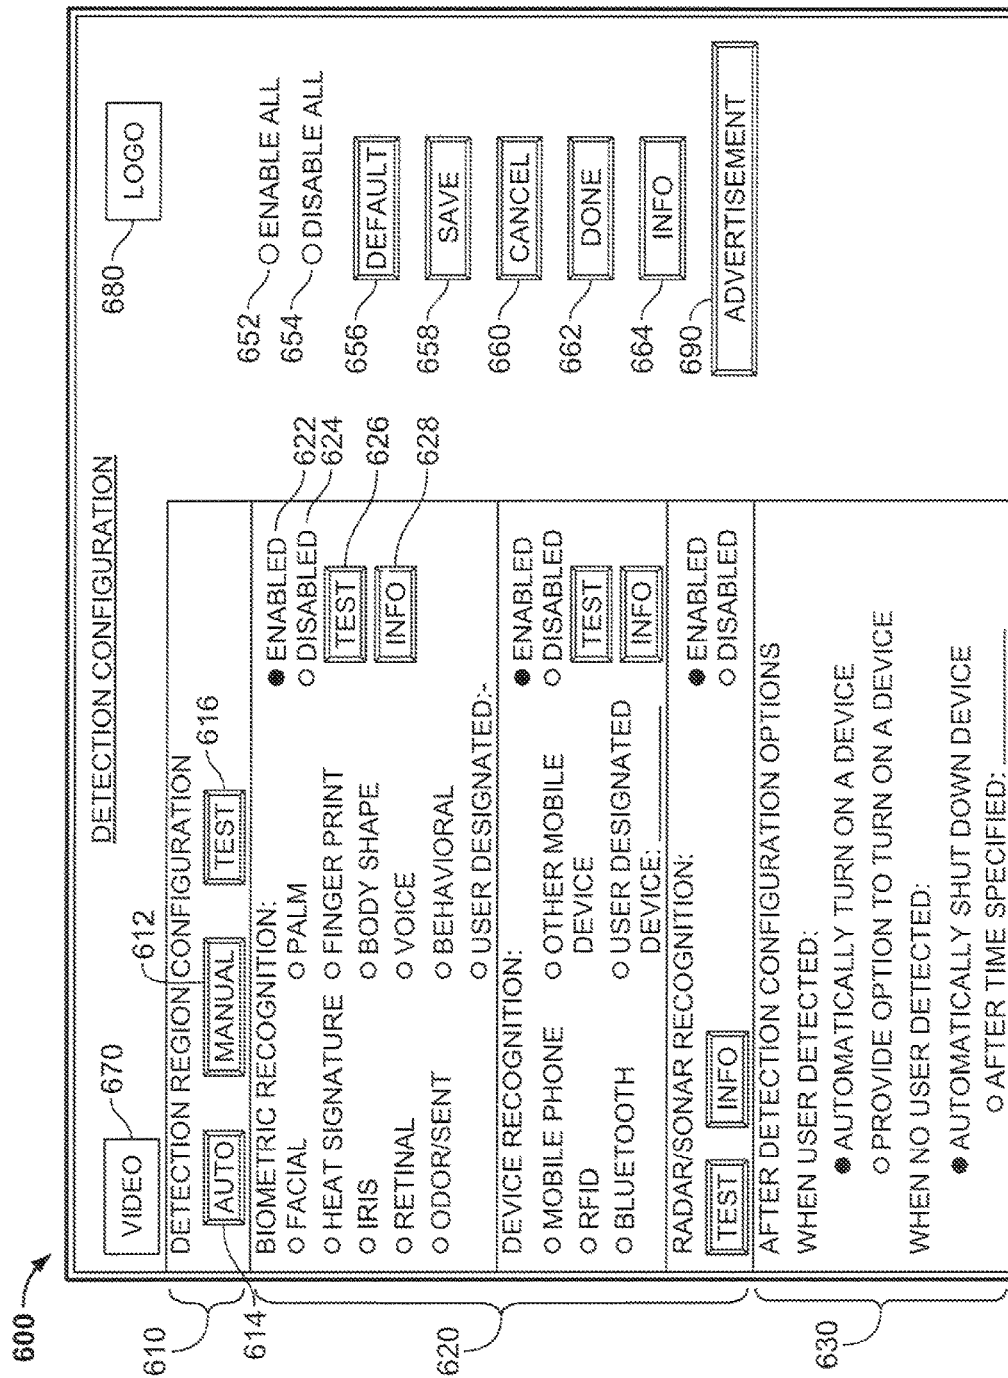 600
DETECTION CONFIGURATION
VIDEO
670
680
LOGO
610
DETECTION REGION CONFIGURATION
612
614
AUTO
MANUAL
TEST
616
620
BIOMETRIC RECOGNITION:
○ FACIAL
○ PALM
● ENABLED
622
○ HEAT SIGNATURE
○ FINGER PRINT
○ DISABLED
624
○ IRIS
○ BODY SHAPE
TEST
626
○ RETINAL
○ VOICE
INFO
628
○ ODOR/SENT
○ BEHAVIORAL
○ USER DESIGNATED:
DEVICE RECOGNITION:
○ MOBILE PHONE
○ OTHER MOBILE
DEVICE
● ENABLED
○ DISABLED
○ RFID
○ BLUETOOTH
○ USER DESIGNATED
DEVICE:
TEST
INFO
RADAR/SONAR RECOGNITION:
● ENABLED
○ DISABLED
TEST
INFO
630
AFTER DETECTION CONFIGURATION OPTIONS
WHEN USER DETECTED:
● AUTOMATICALLY TURN ON A DEVICE
○ PROVIDE OPTION TO TURN ON A DEVICE
WHEN NO USER DETECTED:
● AUTOMATICALLY SHUT DOWN DEVICE
○ AFTER TIME SPECIFIED:
652
○ ENABLE ALL
654
○ DISABLE ALL
656
DEFAULT
658
SAVE
660
CANCEL
662
DONE
664
INFO
690
ADVERTISEMENT